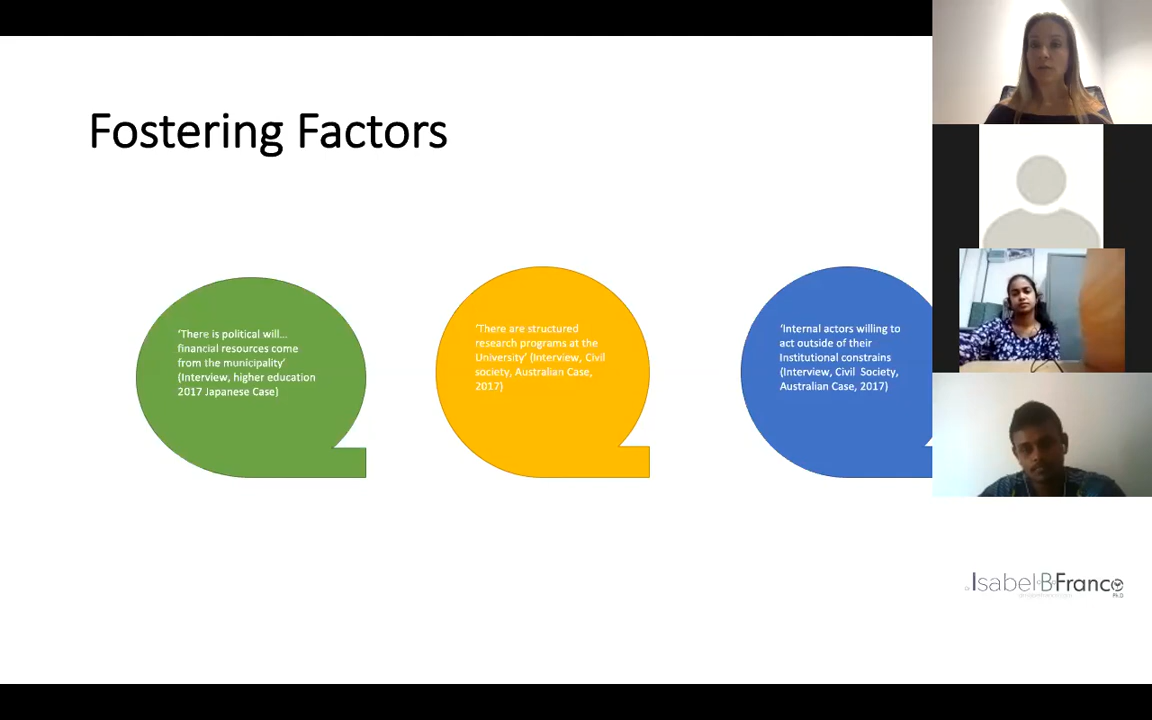 Fostering Factors
‘There is political will...
financial resources come
from the municipality’
(Interview, higher education
2017 Japanese Case)
‘There are structured
research programs at the
University’ (Interview, Civil
society, Australian Case,
2017)
‘Internal actors willing to
act outside of their
Institutional constrains
(Interview, Civil Society,
Australian Case, 2017)
IsabelBFranco
Ph.D